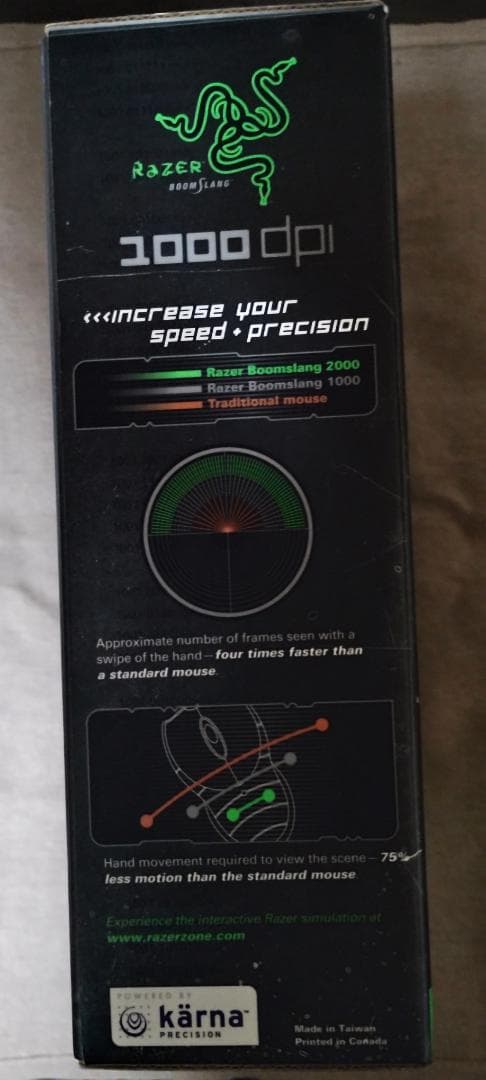 RAZER
BOOMSLANG
1000 dpi
<<<increase your
speed + precision
Razer Boomslang 2000
Razer Boomslang 1000
Traditional mouse
Approximate number of frames seen with a
swipe of the hand – four times faster than
a standard mouse.
Hand movement required to view the scene – 75%
less motion than the standard mouse
Experience the interactive Razer simulation at
www.razerzone.com
POWERED BY
kärna™
PRECISION
Made in Taiwan
Printed in Canada